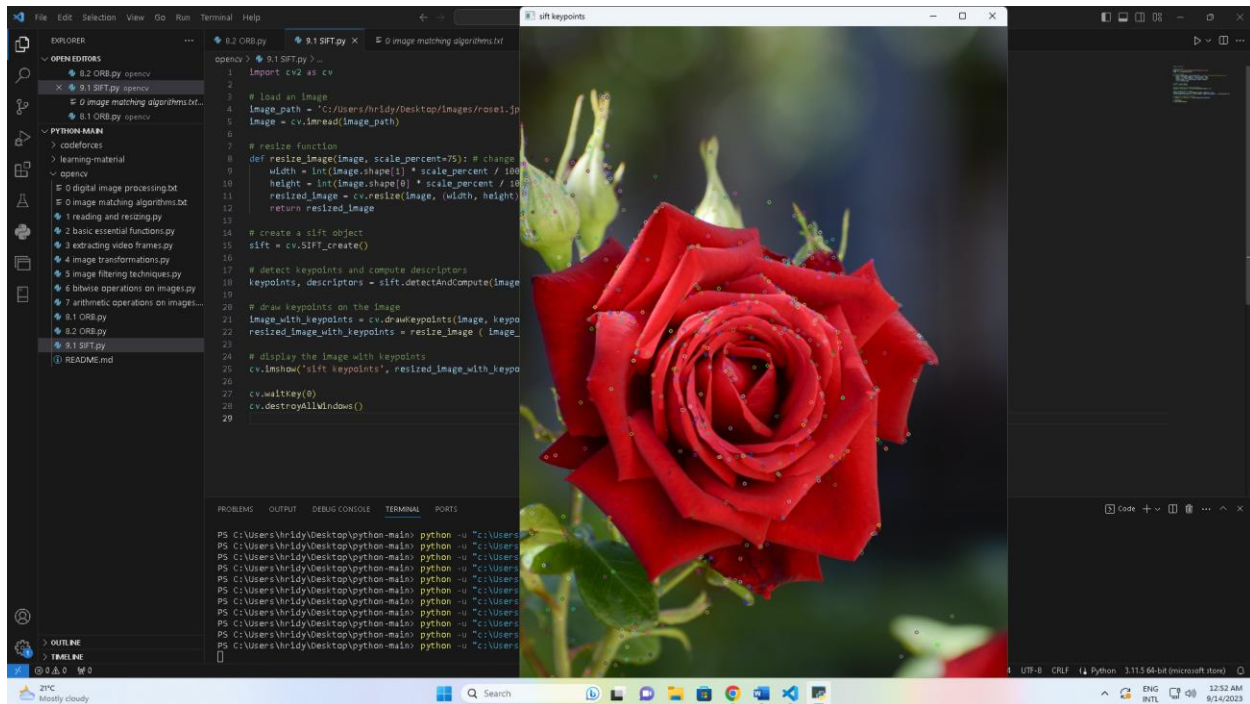 File Edit Selection View Go Run Terminal Help
sift keypoints
EXPLORER
OPEN EDITORS
8.2 ORB.py opencv
9.1 SIFT.py opencv
0 image matching algorithms.txt...
8.1 ORB.py opencv
PYTHON-MAIN
codeforces
learning-material
opencv
0 digital image processing.txt
0 image matching algorithms.txt
1 reading and resizing.py
2 basic essential functions.py
3 extracting video frames.py
4 image transformations.py
5 image filtering techniques.py
6 bitwise operations on images.py
7 arithmetic operations on images....
8.1 ORB.py
8.2 ORB.py
9.1 SIFT.py
README.md
OUTLINE
TIMELINE
8.2 ORB.py 9.1 SIFT.py 0 image matching algorithms.txt
opencv > 9.1 SIFT.py > ...
1 import cv2 as cv
2
3 # load an image
4 image_path = 'C:/Users/hridy/Desktop/images/rose1.jp
5 image = cv.imread(image_path)
6
7 # resize function
8 def resize_image(image, scale_percent=75): # change
9 width = int(image.shape[1] * scale_percent / 100
10 height = int(image.shape[0] * scale_percent / 10
11 resized_image = cv.resize(image, (width, height)
12 return resized_image
13
14 # create a sift object
15 sift = cv.SIFT_create()
16
17 # detect keypoints and compute descriptors
18 keypoints, descriptors = sift.detectAndCompute(image
19
20 # draw keypoints on the image
21 image_with_keypoints = cv.drawKeypoints(image, keypo
22 resized_image_with_keypoints = resize_image ( image_
23
24 # display the image with keypoints
25 cv.imshow('sift keypoints', resized_image_with_keypo
26
27 cv.waitKey(0)
28 cv.destroyAllWindows()
29
PROBLEMS OUTPUT DEBUG CONSOLE TERMINAL PORTS
Code
PS C:\Users\hridy\Desktop\python-main> python -u "c:\Users
PS C:\Users\hridy\Desktop\python-main> python -u "c:\Users
PS C:\Users\hridy\Desktop\python-main> python -u "c:\Users
PS C:\Users\hridy\Desktop\python-main> python -u "c:\Users
PS C:\Users\hridy\Desktop\python-main> python -u "c:\Users
PS C:\Users\hridy\Desktop\python-main> python -u "c:\Users
PS C:\Users\hridy\Desktop\python-main> python -u "c:\Users
PS C:\Users\hridy\Desktop\python-main> python -u "c:\Users
PS C:\Users\hridy\Desktop\python-main> python -u "c:\Users
PS C:\Users\hridy\Desktop\python-main> python -u "c:\Users
PS C:\Users\hridy\Desktop\python-main> python -u "c:\Users
0 0 0 0 4 UTF-8 CRLF Python 3.11.5 64-bit (microsoft store)
21°C
Mostly cloudy
Search
ENG
INTL
12:52 AM
9/14/2023